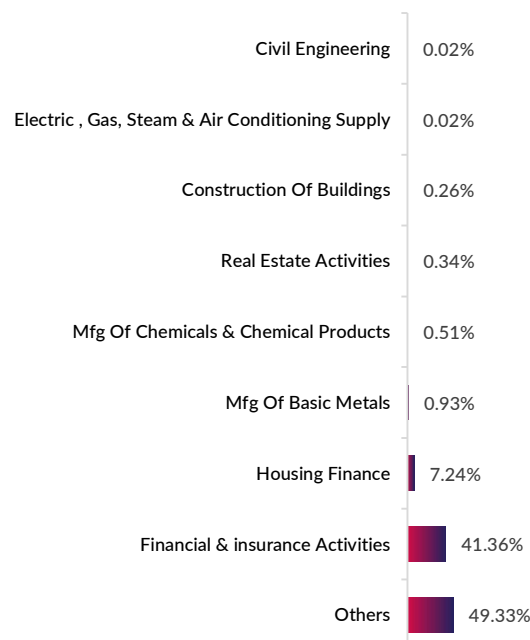 Civil Engineering 0.02%
Electric , Gas, Steam & Air Conditioning Supply 0.02%
Construction Of Buildings 0.26%
Real Estate Activities 0.34%
Mfg Of Chemicals & Chemical Products 0.51%
Mfg Of Basic Metals 0.93%
Housing Finance 7.24%
Financial & insurance Activities 41.36%
Others 49.33%